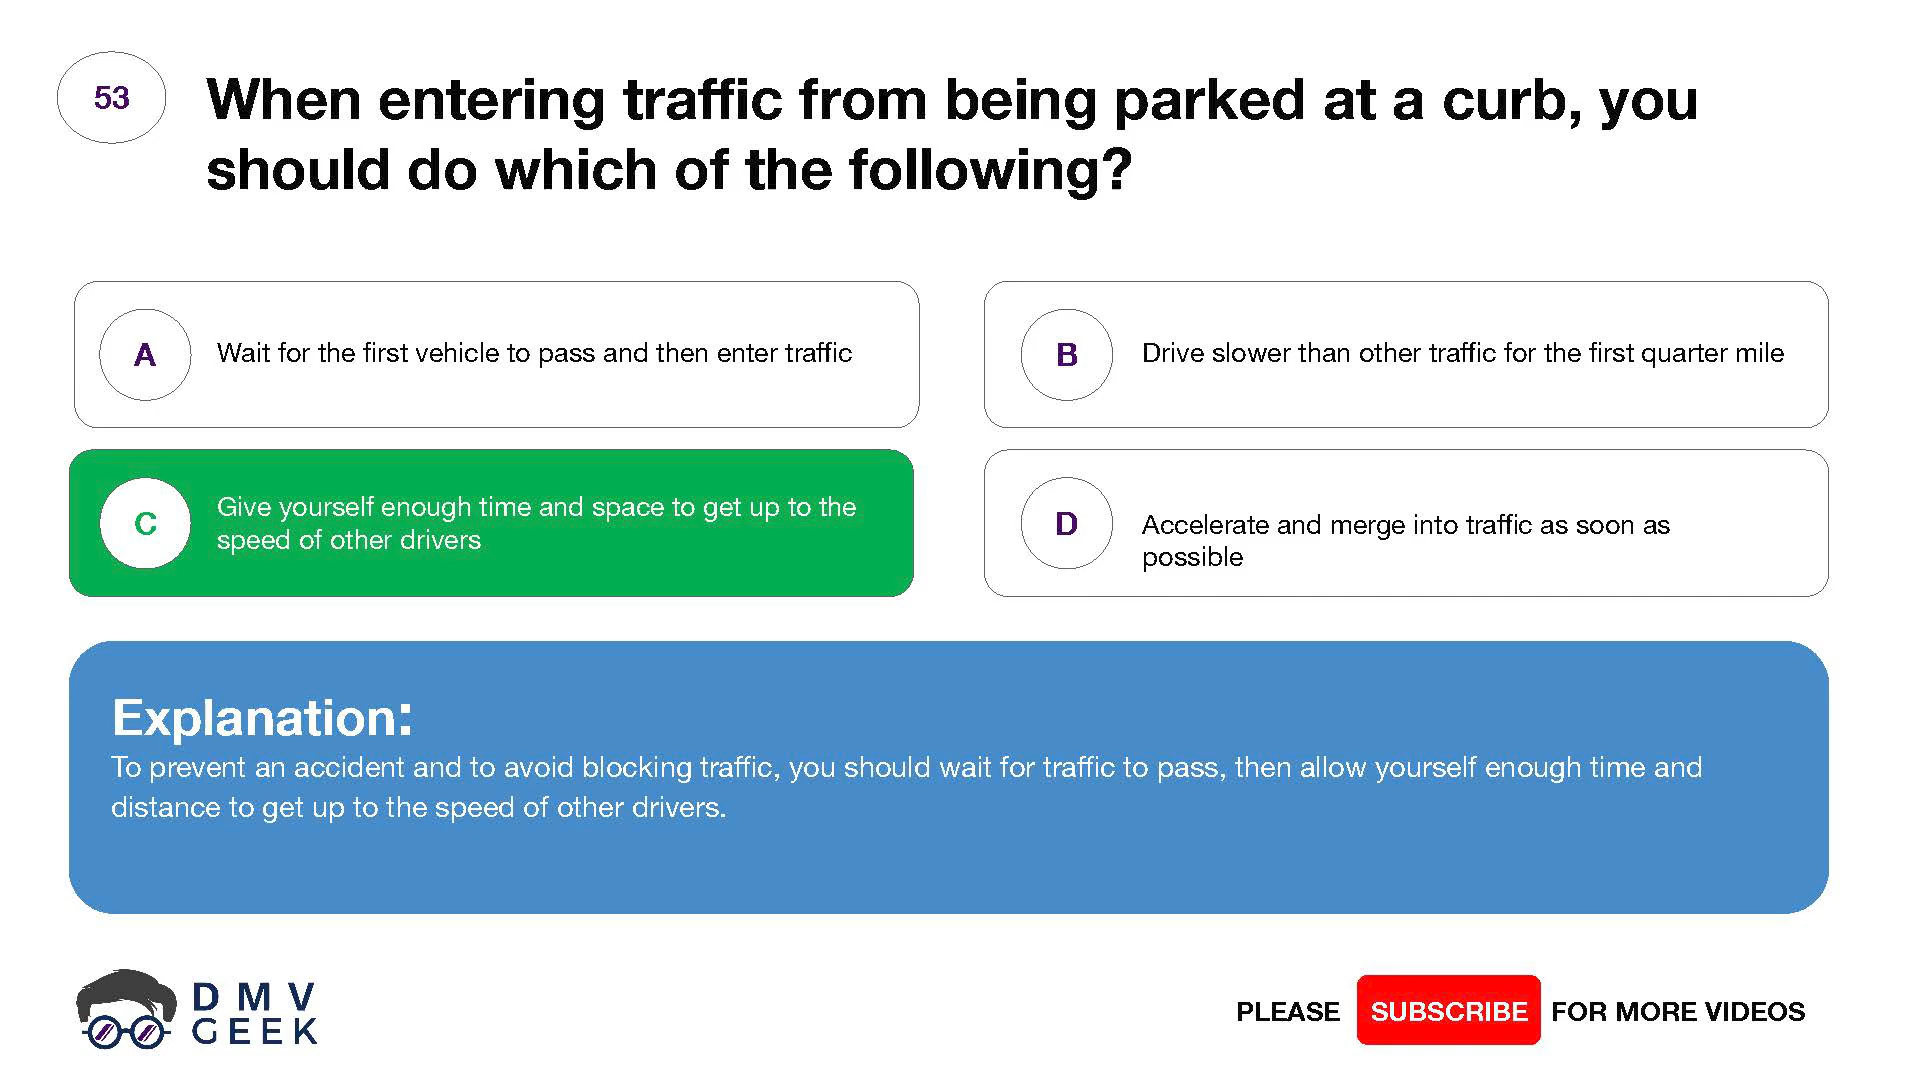 53
When entering traffic from being parked at a curb, you
should do which of the following?
A
Wait for the first vehicle to pass and then enter traffic
B
Drive slower than other traffic for the first quarter mile
C
Give yourself enough time and space to get up to the
speed of other drivers
D
Accelerate and merge into traffic as soon as
possible
Explanation:
To prevent an accident and to avoid blocking traffic, you should wait for traffic to pass, then allow yourself enough time and
distance to get up to the speed of other drivers.
DMV
GEEK
PLEASE SUBSCRIBE FOR MORE VIDEOS